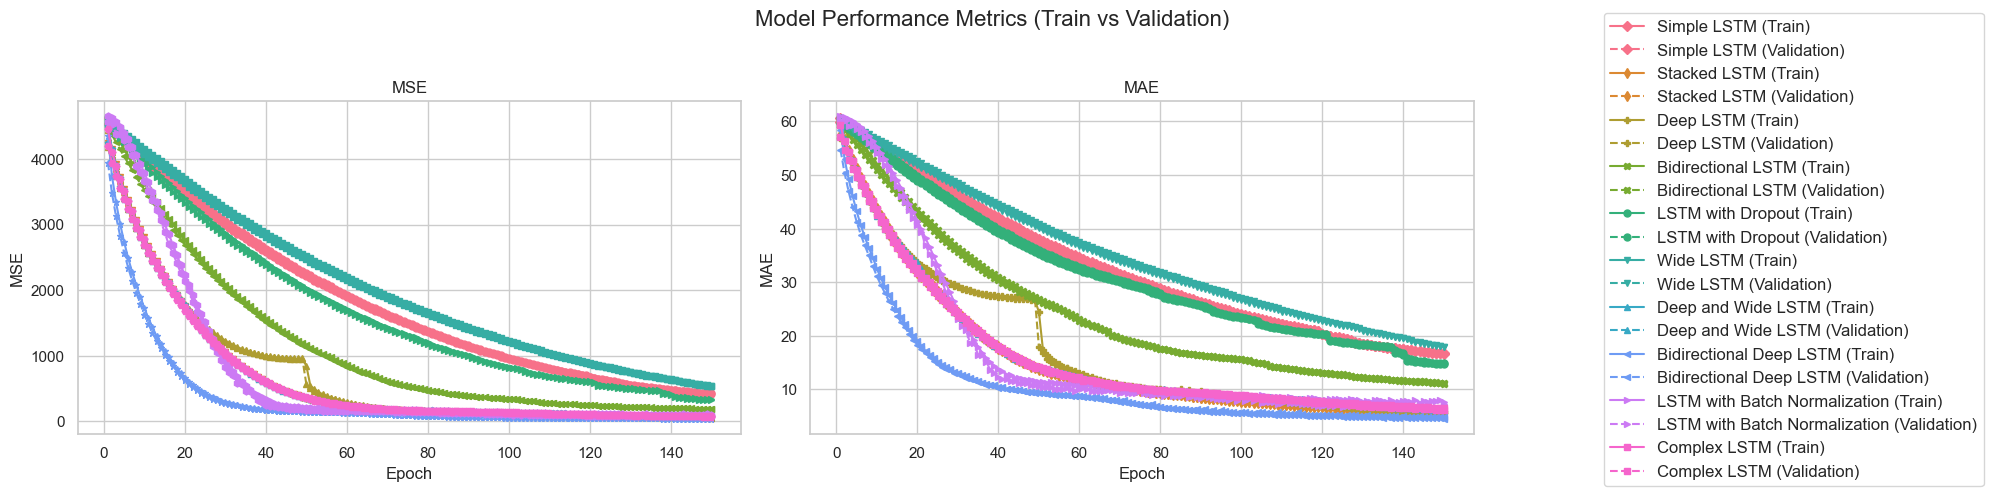 Model Performance Metrics (Train vs Validation)
MSE
MSE
4000
3000
2000
1000
0
0 20 40 60 80 100 120 140
Epoch
MAE
MAE
60
50
40
30
20
10
0 20 40 60 80 100 120 140
Epoch
Simple LSTM (Train)
Simple LSTM (Validation)
Stacked LSTM (Train)
Stacked LSTM (Validation)
Deep LSTM (Train)
Deep LSTM (Validation)
Bidirectional LSTM (Train)
Bidirectional LSTM (Validation)
LSTM with Dropout (Train)
LSTM with Dropout (Validation)
Wide LSTM (Train)
Wide LSTM (Validation)
Deep and Wide LSTM (Train)
Deep and Wide LSTM (Validation)
Bidirectional Deep LSTM (Train)
Bidirectional Deep LSTM (Validation)
LSTM with Batch Normalization (Train)
LSTM with Batch Normalization (Validation)
Complex LSTM (Train)
Complex LSTM (Validation)